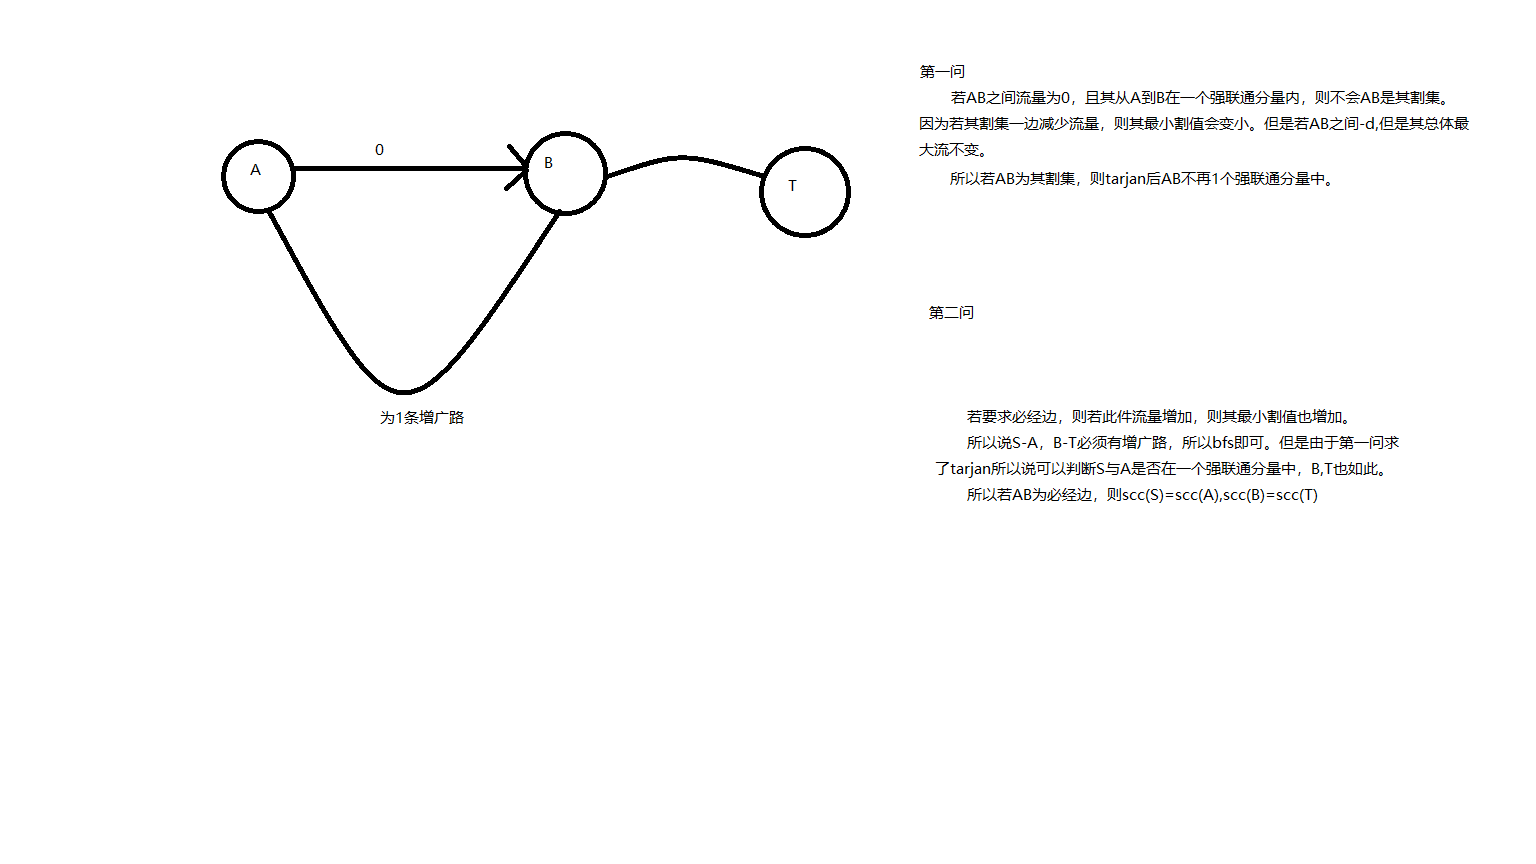 第一问
若AB之间流量为0，且其从A到B在一个强联通分量内，则不会AB是其割集。
因为若其割集一边减少流量，则其最小割值会变小。但是若AB之间-d,但是其总体最
大流不变。
所以若AB为其割集，则tarjan后AB不再1个强联通分量中。
0
A
B
T
为1条增广路
第二问
若要求必经边，则若此件流量增加，则其最小割值也增加。
所以说S-A，B-T必须有增广路，所以bfs即可。但是由于第一问求
了tarjan所以说可以判断S与A是否在一个强联通分量中，B,T也如此。
所以若AB为必经边，则scc(S)=scc(A),scc(B)=scc(T)